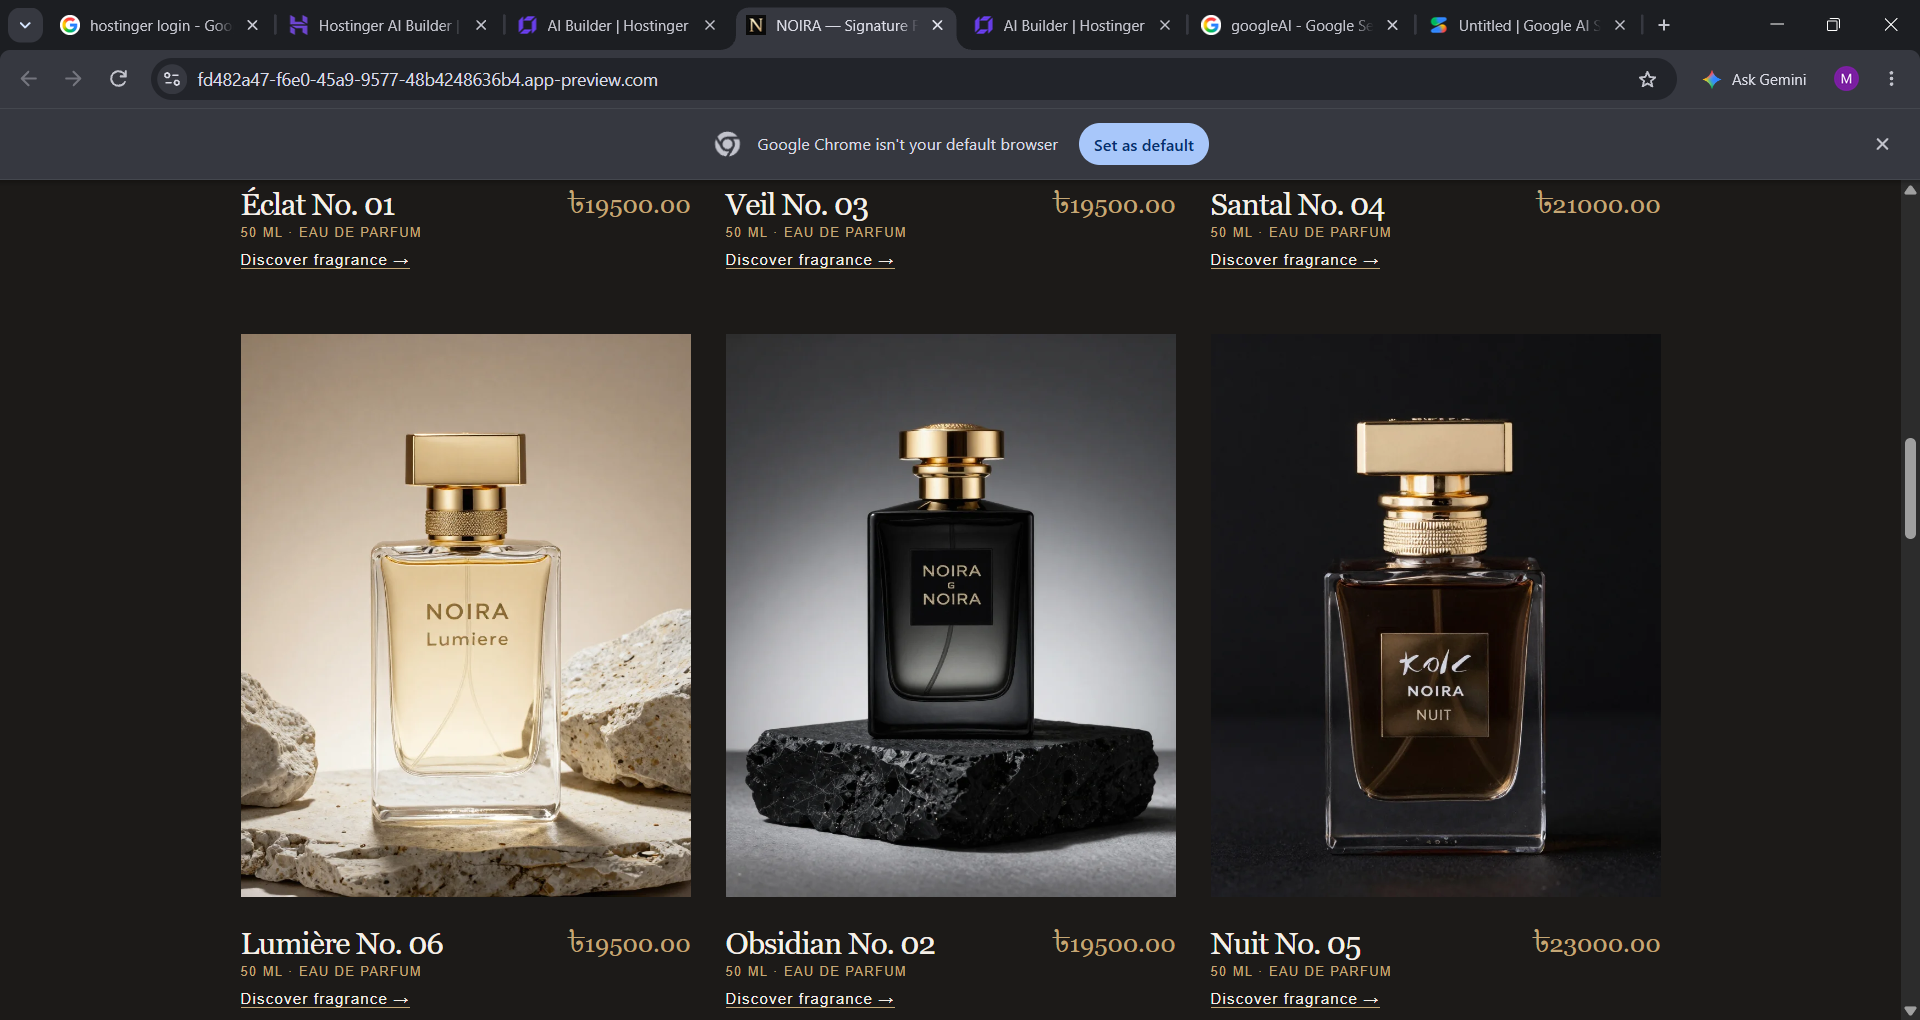 hostinger login - Goo
Hostinger AI Builder |
AI Builder | Hostinger
NOIRA — Signature F
AI Builder | Hostinger
googleAI - Google Se
Untitled | Google AI S
fd482a47-f6e0-45a9-9577-48b4248636b4.app-preview.com
Ask Gemini
M
Google Chrome isn't your default browser
Set as default
Éclat No. 01 ৳19500.00
50 ML · EAU DE PARFUM
Discover fragrance →
Veil No. 03 ৳19500.00
50 ML · EAU DE PARFUM
Discover fragrance →
Santal No. 04 ৳21000.00
50 ML · EAU DE PARFUM
Discover fragrance →
NOIRA
Lumiere
NOIRA
G
NOIRA
NOIRA
NUIT
Lumière No. 06 ৳19500.00
50 ML · EAU DE PARFUM
Discover fragrance →
Obsidian No. 02 ৳19500.00
50 ML · EAU DE PARFUM
Discover fragrance →
Nuit No. 05 ৳23000.00
50 ML · EAU DE PARFUM
Discover fragrance →